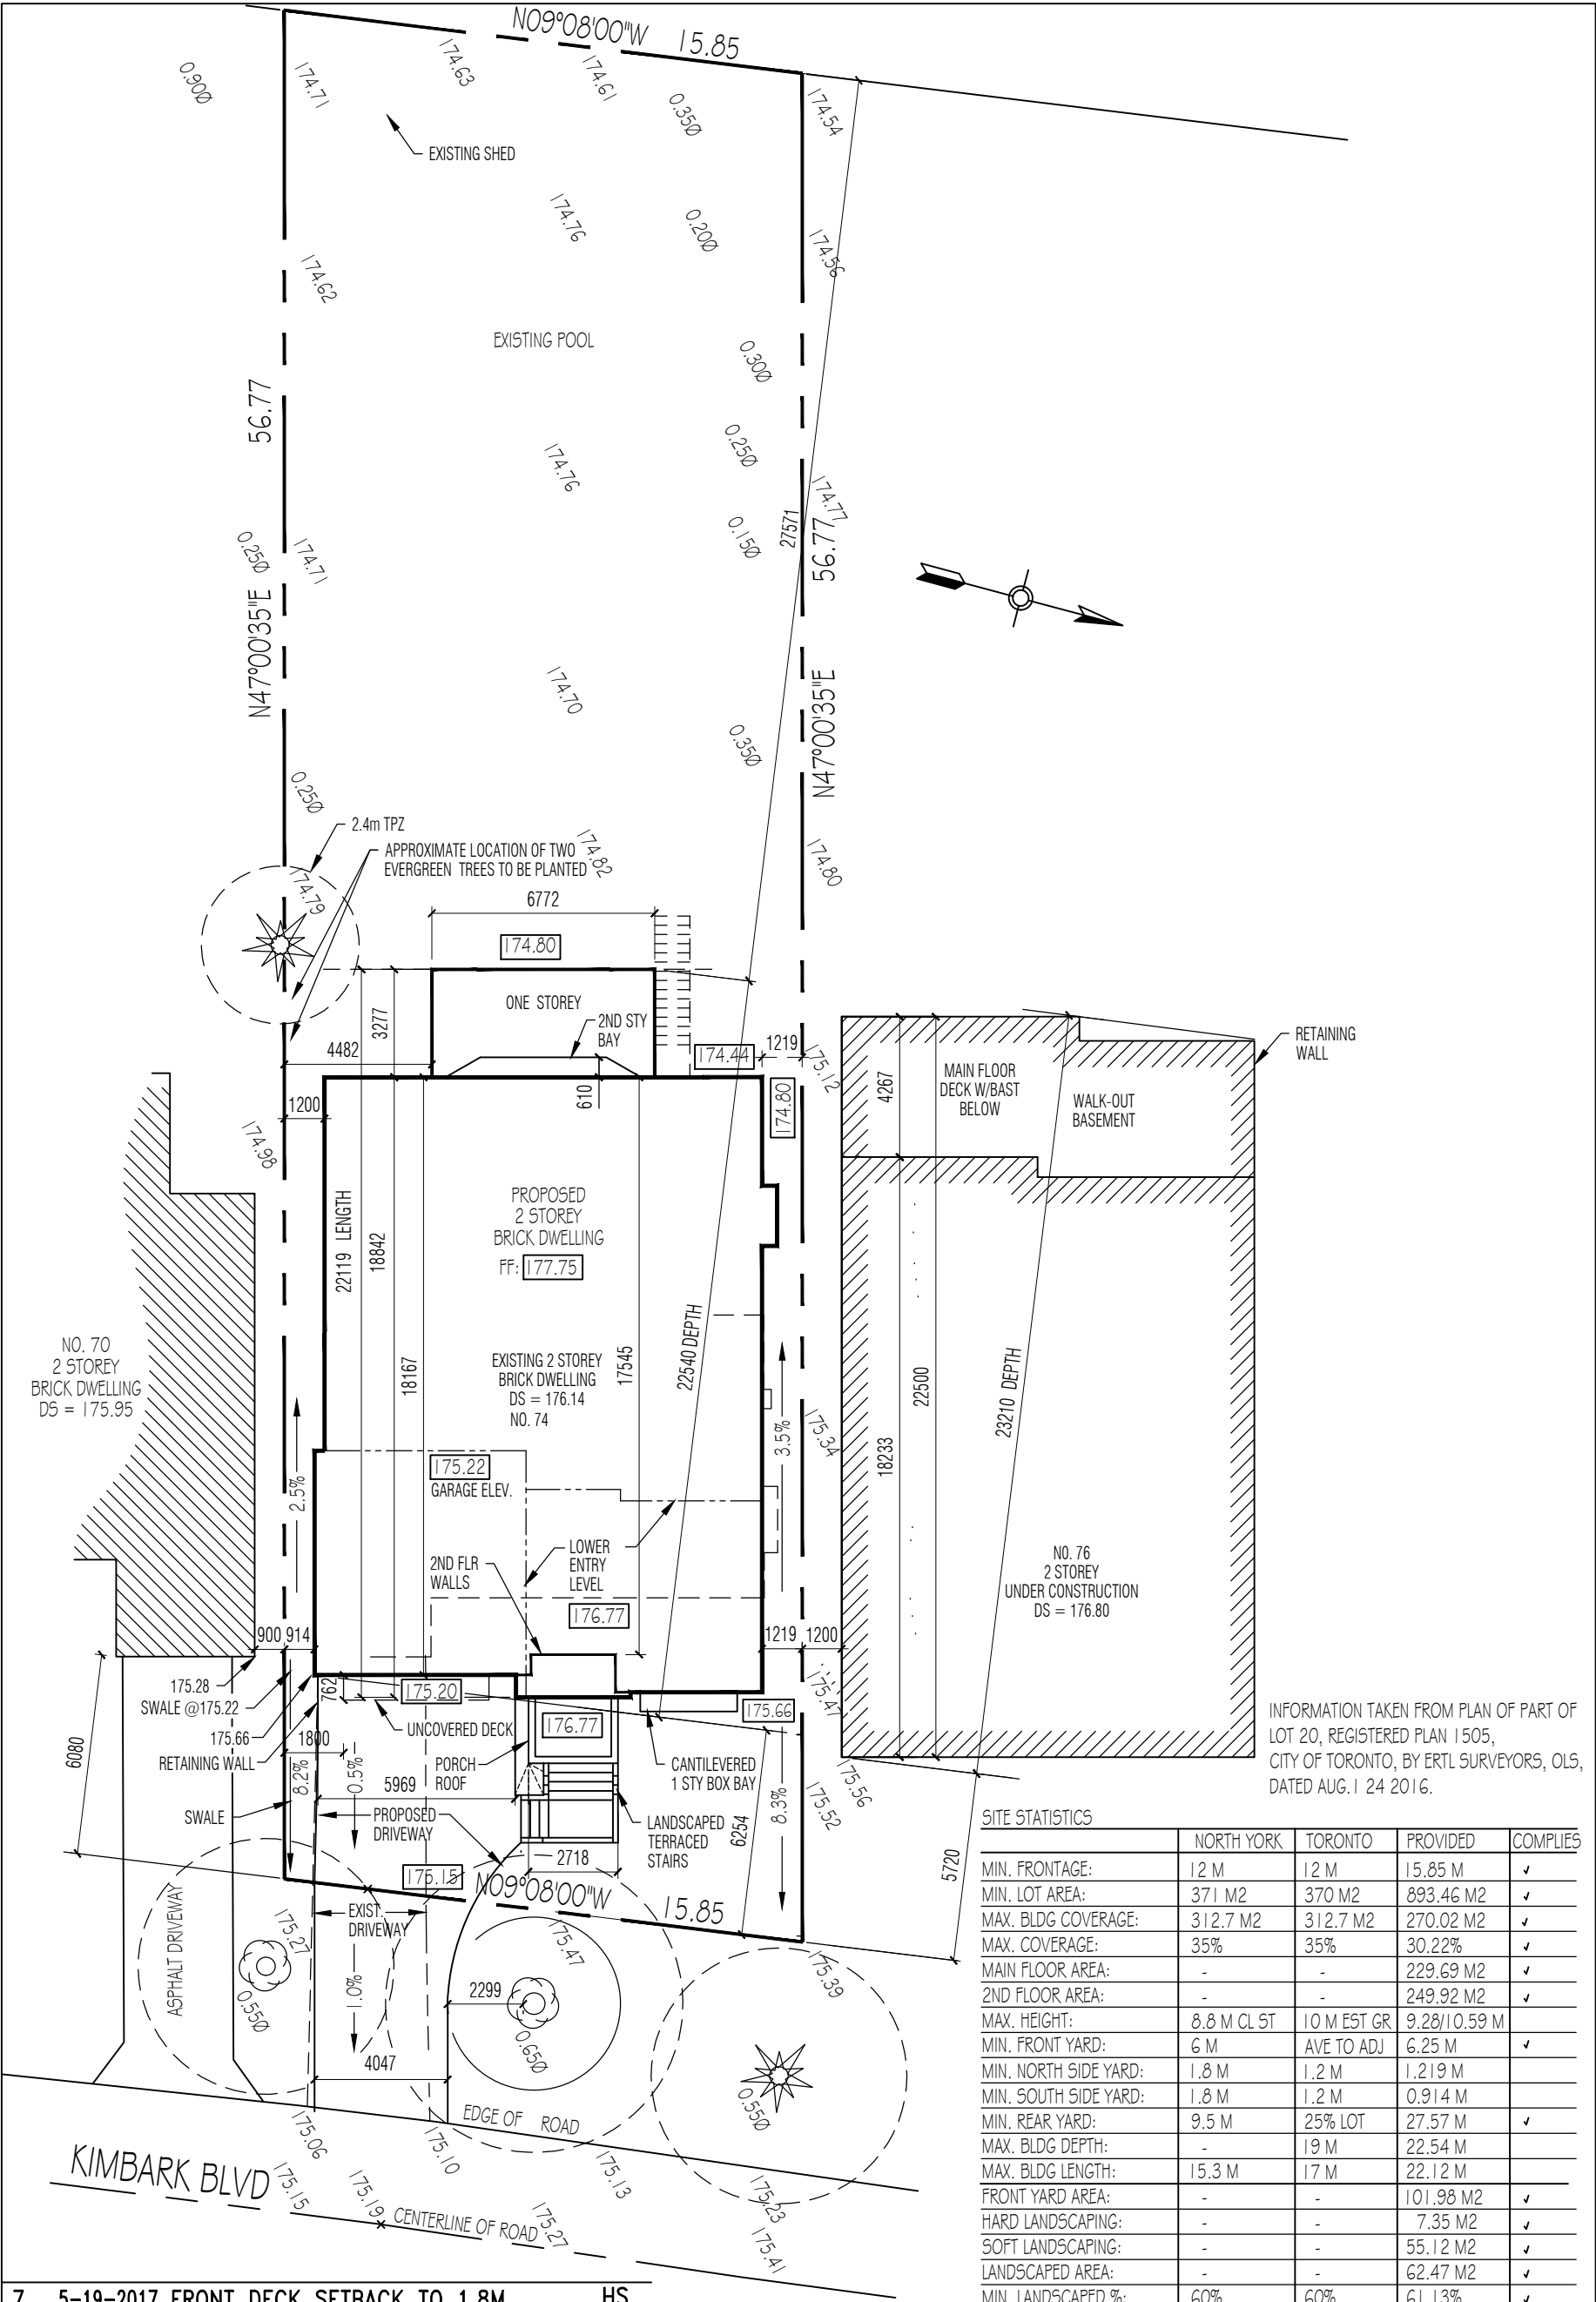 N09°08'00"W 15.85
0.900Ø
174.71
174.63
174.61
0.350Ø
174.54
EXISTING SHED
174.76
0.200Ø
174.56
174.62
EXISTING POOL
0.300Ø
56.77
0.250Ø
174.76
174.77
0.150Ø
27571
56.77
0.250Ø
174.71
N47°00'35"E
174.70
N47°00'35"E
0.350Ø
0.250Ø
2.4m TPZ
APPROXIMATE LOCATION OF TWO
EVERGREEN TREES TO BE PLANTED
174.82
174.80
174.79
6772
174.80
ONE STOREY
3277
2ND STY
BAY
4482
174.44
1219
175.12
RETAINING
WALL
MAIN FLOOR
DECK W/BAST
BELOW
4267
WALK-OUT
BASEMENT
610
1200
174.80
174.98
PROPOSED
2 STOREY
BRICK DWELLING
FF: 177.75
22119 LENGTH
18842
NO. 70
2 STOREY
BRICK DWELLING
DS = 175.95
EXISTING 2 STOREY
BRICK DWELLING
DS = 176.14
NO. 74
18167
17545
22540 DEPTH
22500
23210 DEPTH
18233
3.5%
175.34
2.5%
175.22
GARAGE ELEV.
2ND FLR
WALLS
LOWER
ENTRY
LEVEL
NO. 76
2 STOREY
UNDER CONSTRUCTION
DS = 176.80
176.77
900 914
1219 1200
175.28
SWALE @175.22
175.66
RETAINING WALL
762
175.20
UNCOVERED DECK
176.77
175.66
175.47
6080
1800
8.2%
0.5%
5969
PORCH
ROOF
CANTILEVERED
1 STY BOX BAY
175.56
175.52
SWALE
PROPOSED
DRIVEWAY
LANDSCAPED
TERRACED
STAIRS
6254
8.3%
5720
2718
175.15
N09°08'00"W 15.85
EXIST.
DRIVEWAY
ASPHALT DRIVEWAY
175.27
0.550Ø
1.0%
175.47
175.39
2299
0.650Ø
4047
0.550Ø
EDGE OF ROAD
175.06
175.10
KIMBARK BLVD
175.15
175.19
175.13
175.23
CENTERLINE OF ROAD
175.27
175.41
INFORMATION TAKEN FROM PLAN OF PART OF
LOT 20, REGISTERED PLAN 1505,
CITY OF TORONTO, BY ERTL SURVEYORS, OLS,
DATED AUG.1 24 2016.
SITE STATISTICS
NORTH YORK TORONTO PROVIDED COMPLIES
MIN. FRONTAGE: 12 M 12 M 15.85 M ✓
MIN. LOT AREA: 371 M2 370 M2 893.46 M2 ✓
MAX. BLDG COVERAGE: 312.7 M2 312.7 M2 270.02 M2 ✓
MAX. COVERAGE: 35% 35% 30.22% ✓
MAIN FLOOR AREA: - - 229.69 M2 ✓
2ND FLOOR AREA: - - 249.92 M2 ✓
MAX. HEIGHT: 8.8 M CL ST 10 M EST GR 9.28/10.59 M
MIN. FRONT YARD: 6 M AVE TO ADJ 6.25 M ✓
MIN. NORTH SIDE YARD: 1.8 M 1.2 M 1.219 M
MIN. SOUTH SIDE YARD: 1.8 M 1.2 M 0.914 M
MIN. REAR YARD: 9.5 M 25% LOT 27.57 M ✓
MAX. BLDG DEPTH: - 19 M 22.54 M
MAX. BLDG LENGTH: 15.3 M 17 M 22.12 M
FRONT YARD AREA: - - 101.98 M2 ✓
HARD LANDSCAPING: - - 7.35 M2 ✓
SOFT LANDSCAPING: - - 55.12 M2 ✓
LANDSCAPED AREA: - - 62.47 M2 ✓
MIN. LANDSCAPED %: 60% 60% 61.13% ✓
7 5-19-2017 FRONT DECK SETBACK TO 1.8M HS